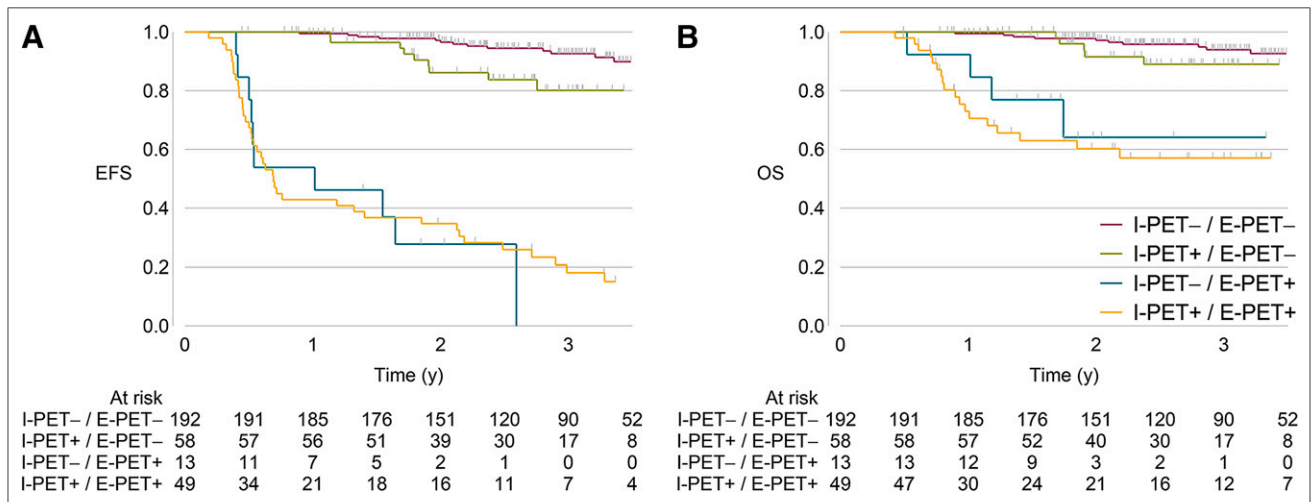 A
1.0
0.8
0.6
EFS
0.4
0.2
0.0
0 1 2 3
Time (y)
B
1.0
0.8
0.6
OS
0.4
0.2
0.0
I-PET– / E-PET–
I-PET+ / E-PET–
I-PET– / E-PET+
I-PET+ / E-PET+
0 1 2 3
Time (y)
At risk
I-PET– / E-PET– 192 191 185 176 151 120 90 52
I-PET+ / E-PET– 58 57 56 51 39 30 17 8
I-PET– / E-PET+ 13 11 7 5 2 1 0 0
I-PET+ / E-PET+ 49 34 21 18 16 11 7 4
At risk
I-PET– / E-PET– 192 191 185 176 151 120 90 52
I-PET+ / E-PET– 58 58 57 52 40 30 17 8
I-PET– / E-PET+ 13 13 12 9 3 2 1 0
I-PET+ / E-PET+ 49 47 30 24 21 16 12 7